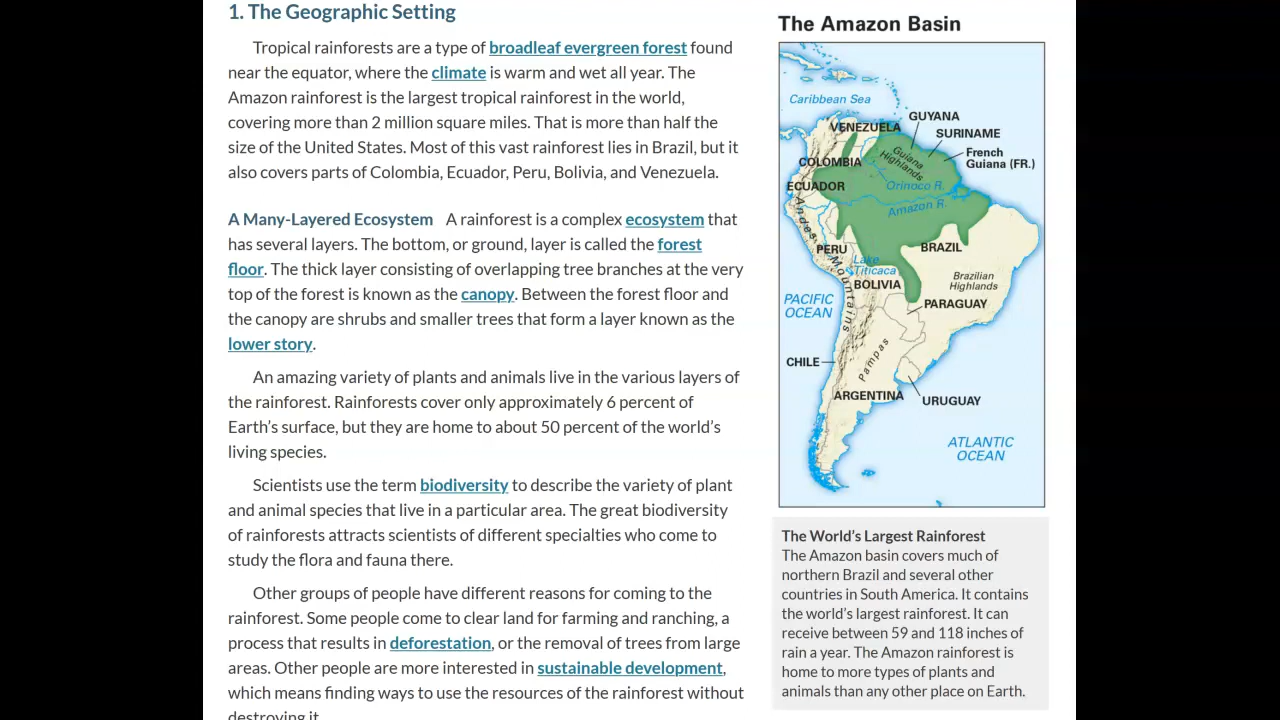 1. The Geographic Setting
Tropical rainforests are a type of broadleaf evergreen forest found
near the equator, where the climate is warm and wet all year. The
Amazon rainforest is the largest tropical rainforest in the world,
covering more than 2 million square miles. That is more than half the
size of the United States. Most of this vast rainforest lies in Brazil, but it
also covers parts of Colombia, Ecuador, Peru, Bolivia, and Venezuela.
A Many-Layered Ecosystem A rainforest is a complex ecosystem that
has several layers. The bottom, or ground, layer is called the forest
floor. The thick layer consisting of overlapping tree branches at the very
top of the forest is known as the canopy. Between the forest floor and
the canopy are shrubs and smaller trees that form a layer known as the
lower story.
An amazing variety of plants and animals live in the various layers of
the rainforest. Rainforests cover only approximately 6 percent of
Earth's surface, but they are home to about 50 percent of the world's
living species.
Scientists use the term biodiversity to describe the variety of plant
and animal species that live in a particular area. The great biodiversity
of rainforests attracts scientists of different specialties who come to
study the flora and fauna there.
Other groups of people have different reasons for coming to the
rainforest. Some people come to clear land for farming and ranching, a
process that results in deforestation, or the removal of trees from large
areas. Other people are more interested in sustainable development,
which means finding ways to use the resources of the rainforest without
destroying it
The Amazon Basin
Caribbean Sea
GUYANA
VENEZUELA
SURINAME
French
Guiana (FR.)
Guiana
Highlands
COLOMBIA
ECUADOR
Orinoco R.
Amazon R.
Andes Mountains
PERU
BRAZIL
Lake
Titicaca
Brazilian
Highlands
BOLIVIA
PACIFIC
OCEAN
PARAGUAY
Pampas
CHILE
ARGENTINA
URUGUAY
ATLANTIC
OCEAN
The World's Largest Rainforest
The Amazon basin covers much of
northern Brazil and several other
countries in South America. It contains
the world's largest rainforest. It can
receive between 59 and 118 inches of
rain a year. The Amazon rainforest is
home to more types of plants and
animals than any other place on Earth.